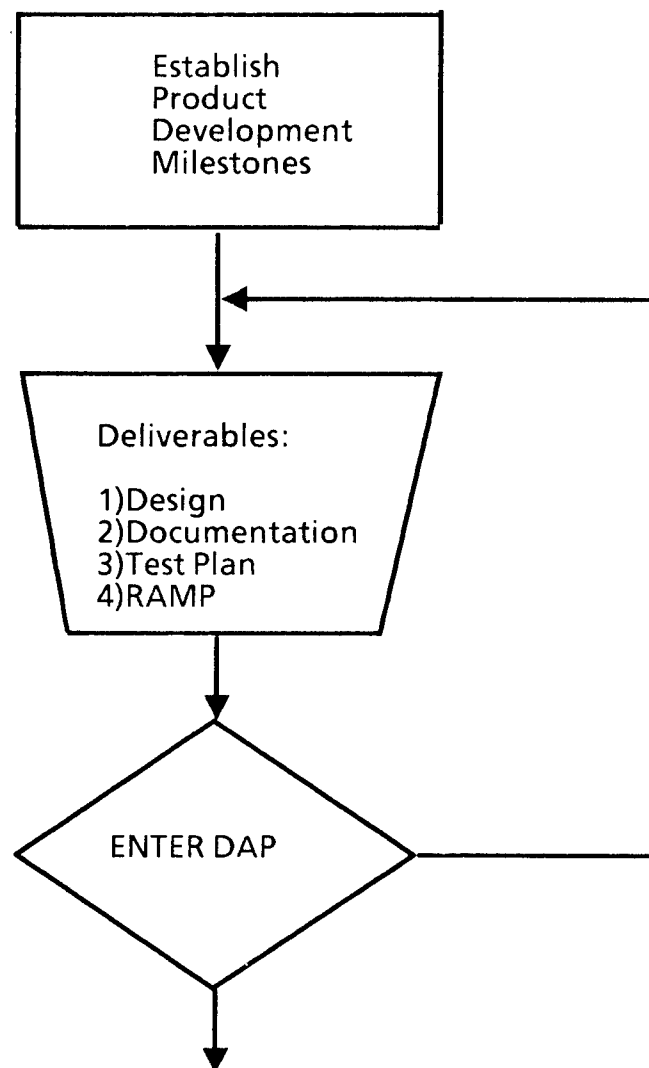 Establish
Product
Development
Milestones
Deliverables:
1)Design
2)Documentation
3)Test Plan
4)RAMP
ENTER DAP